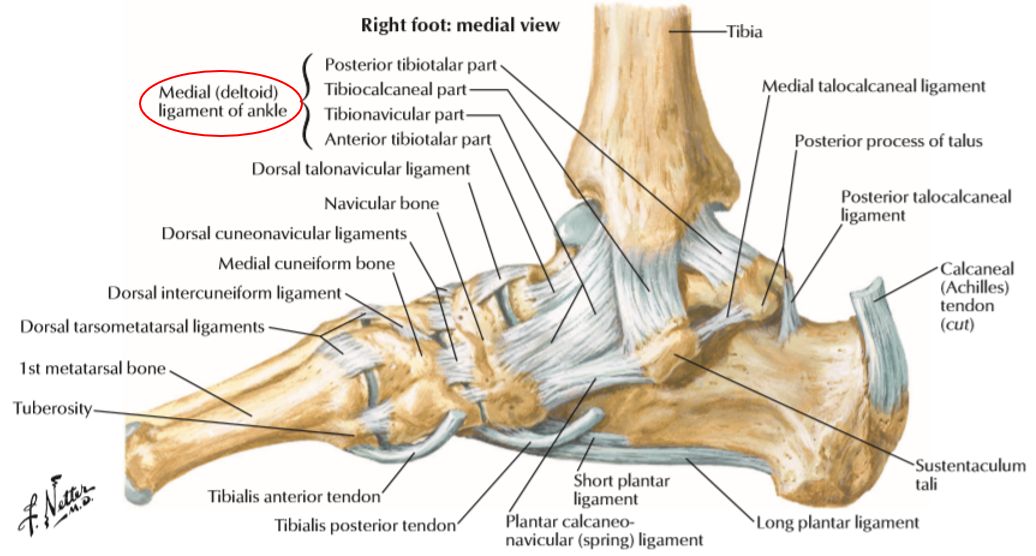 Right foot: medial view
Medial (deltoid)
ligament of ankle
Posterior tibiotalar part
Tibiocalcaneal part
Tibionavicular part
Anterior tibiotalar part
Dorsal talonavicular ligament
Navicular bone
Dorsal cuneonavicular ligaments
Medial cuneiform bone
Dorsal intercuneiform ligament
Dorsal tarsometatarsal ligaments
1st metatarsal bone
Tuberosity
Tibialis anterior tendon
Tibialis posterior tendon
Plantar calcaneo-
navicular (spring) ligament
Short plantar
ligament
Long plantar ligament
Sustentaculum
tali
Calcaneal
(Achilles)
tendon
(cut)
Posterior talocalcaneal
ligament
Posterior process of talus
Medial talocalcaneal ligament
Tibia
F. Netter
M.D.